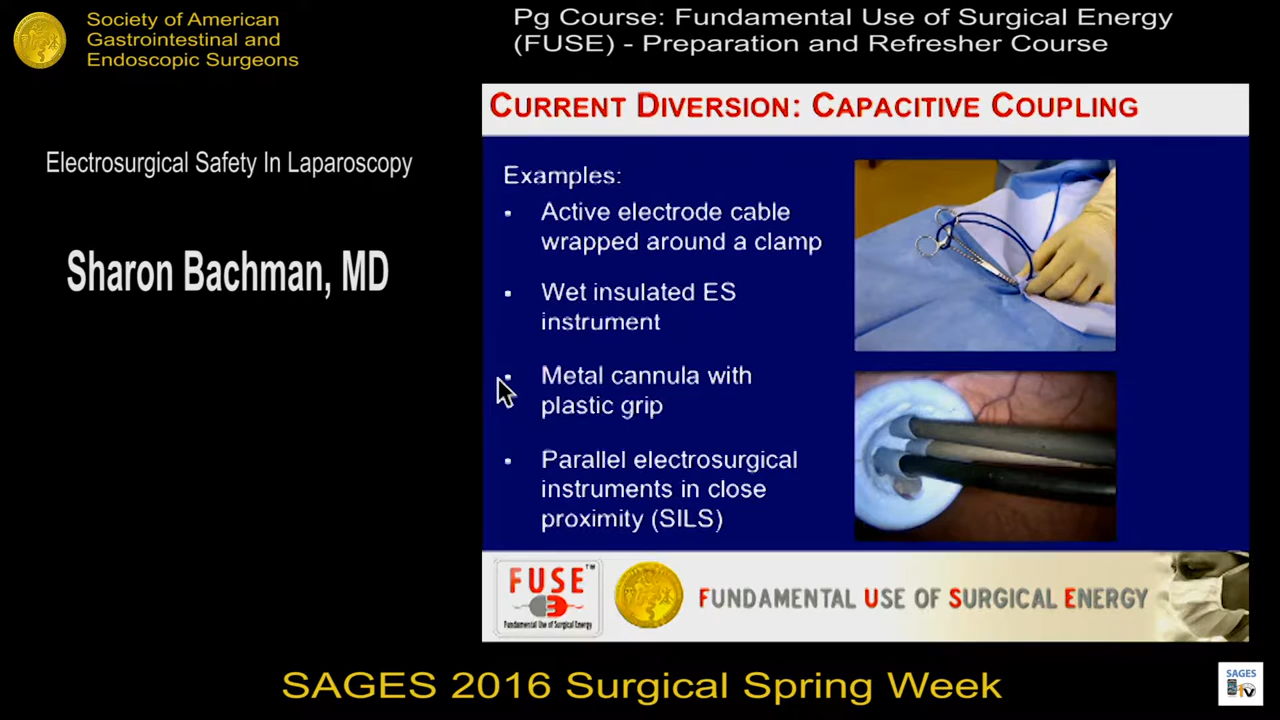 Society of American
Gastrointestinal and
Endoscopic Surgeons
Pg Course: Fundamental Use of Surgical Energy
(FUSE) - Preparation and Refresher Course
Electrosurgical Safety In Laparoscopy
Sharon Bachman, MD
CURRENT DIVERSION: CAPACITIVE COUPLING
Examples:
▪ Active electrode cable
wrapped around a clamp
▪ Wet insulated ES
instrument
▪ Metal cannula with
plastic grip
▪ Parallel electrosurgical
instruments in close
proximity (SILS)
FUSE™
Fundamental Use of Surgical Energy
FUNDAMENTAL USE OF SURGICAL ENERGY
SAGES 2016 Surgical Spring Week
SAGES
TV